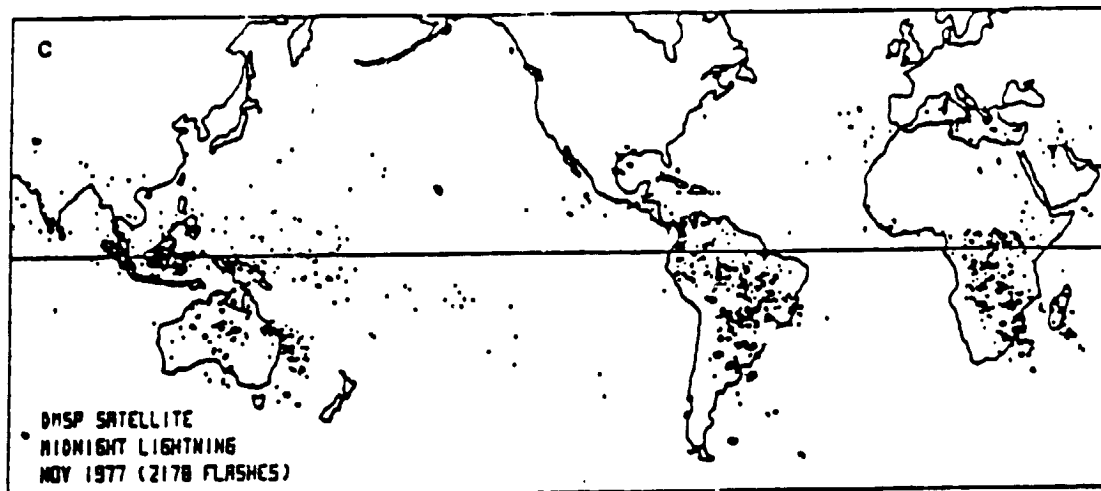 C
DMSP SATELLITE
MIDNIGHT LIGHTNING
NOV 1977 (2178 FLASHES)